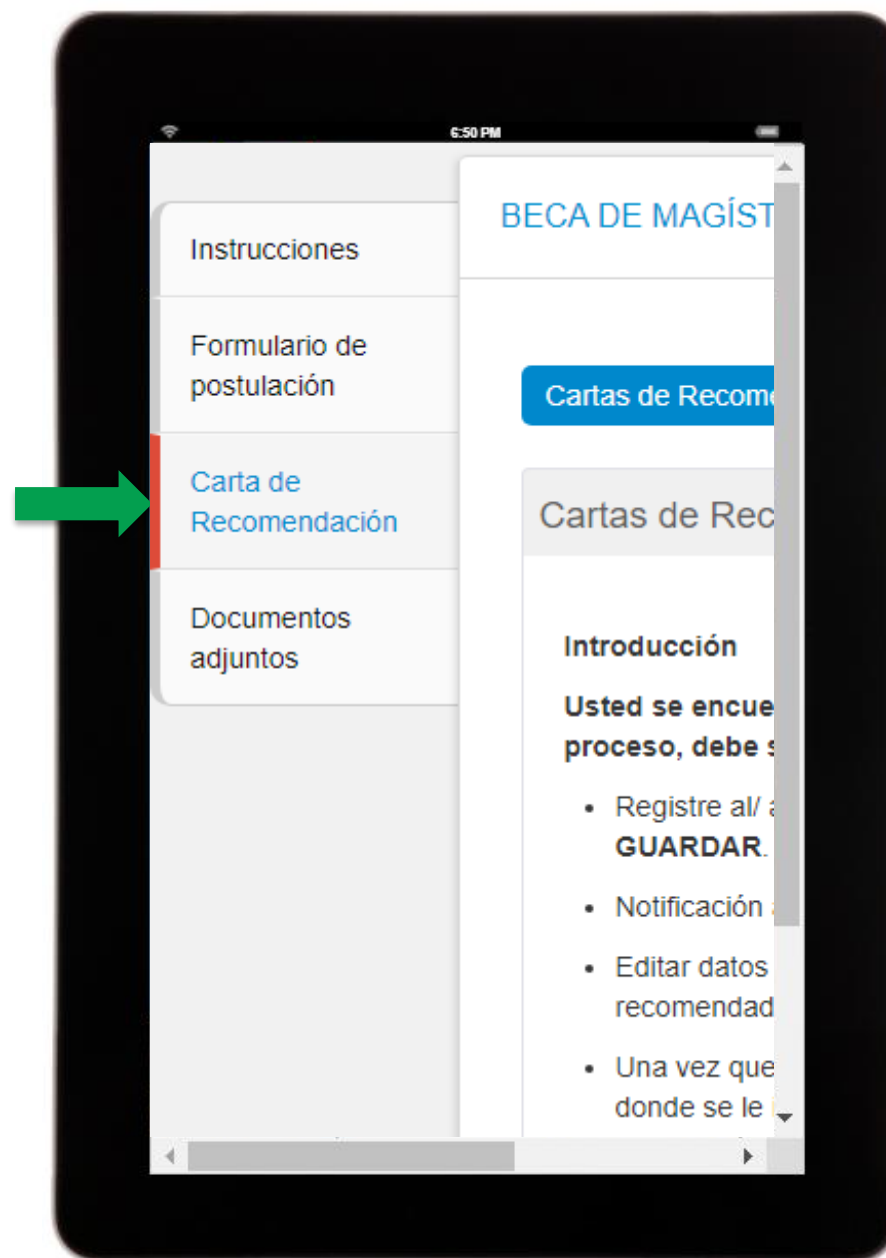 6:50 PM
Instrucciones
Formulario de
postulación
Carta de
Recomendación
Documentos
adjuntos
BECA DE MAGÍST
Cartas de Recom
Cartas de Rec
Introducción
Usted se encue
proceso, debe
Registre al/
GUARDAR.
Notificación
Editar datos
recomendad
Una vez que
donde se le